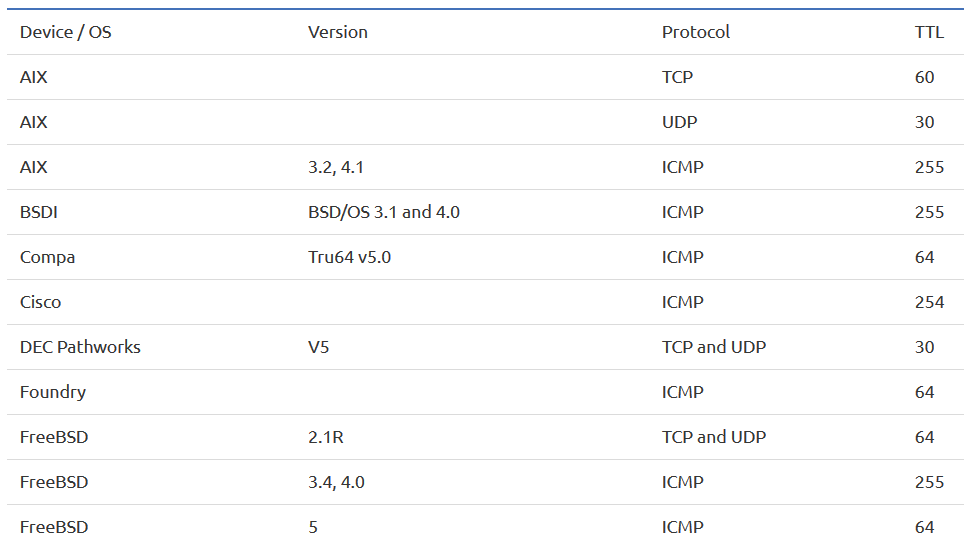 Device / OS Version Protocol TTL
AIX TCP 60
AIX UDP 30
AIX 3.2, 4.1 ICMP 255
BSDI BSD/OS 3.1 and 4.0 ICMP 255
Compa Tru64 v5.0 ICMP 64
Cisco ICMP 254
DEC Pathworks V5 TCP and UDP 30
Foundry ICMP 64
FreeBSD 2.1R TCP and UDP 64
FreeBSD 3.4, 4.0 ICMP 255
FreeBSD 5 ICMP 64